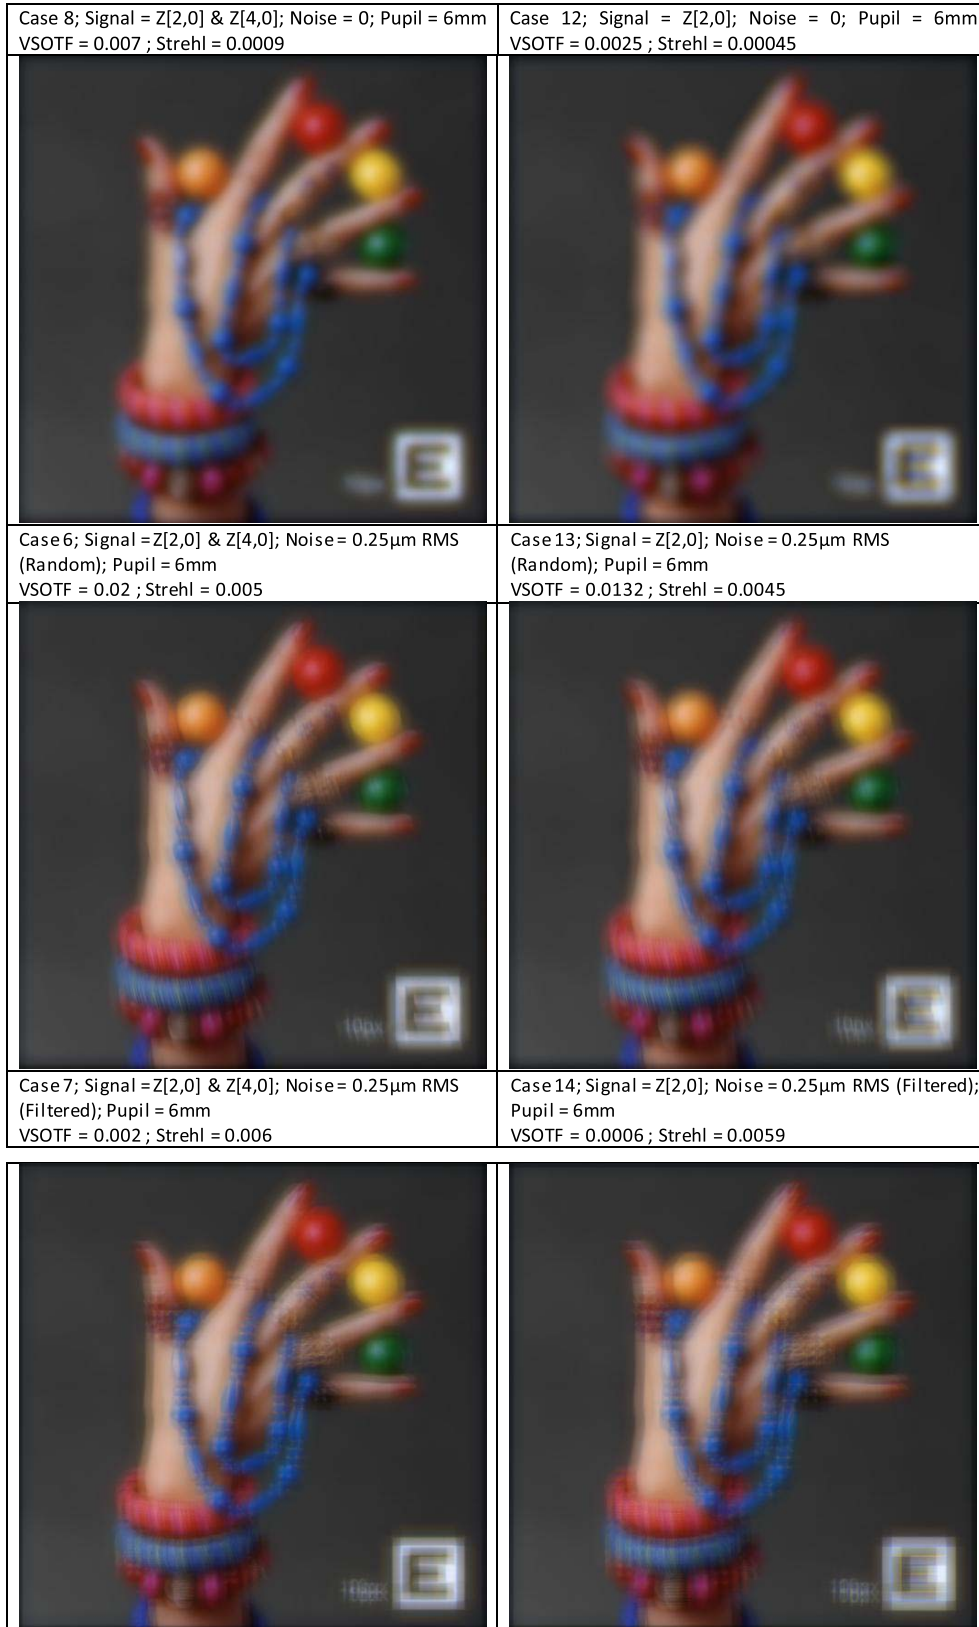 Case 8; Signal = Z[2,0] & Z[4,0]; Noise = 0; Pupil = 6mm
VSOTF = 0.007 ; Strehl = 0.0009
Case 12; Signal = Z[2,0]; Noise = 0; Pupil = 6mm
VSOTF = 0.0025 ; Strehl = 0.00045
E
E
Case 6; Signal = Z[2,0] & Z[4,0]; Noise = 0.25µm RMS
(Random); Pupil = 6mm
VSOTF = 0.02 ; Strehl = 0.005
Case 13; Signal = Z[2,0]; Noise = 0.25µm RMS
(Random); Pupil = 6mm
VSOTF = 0.0132 ; Strehl = 0.0045
10px E
10px E
Case 7; Signal = Z[2,0] & Z[4,0]; Noise = 0.25µm RMS
(Filtered); Pupil = 6mm
VSOTF = 0.002 ; Strehl = 0.006
Case 14; Signal = Z[2,0]; Noise = 0.25µm RMS (Filtered);
Pupil = 6mm
VSOTF = 0.0006 ; Strehl = 0.0059
E
E